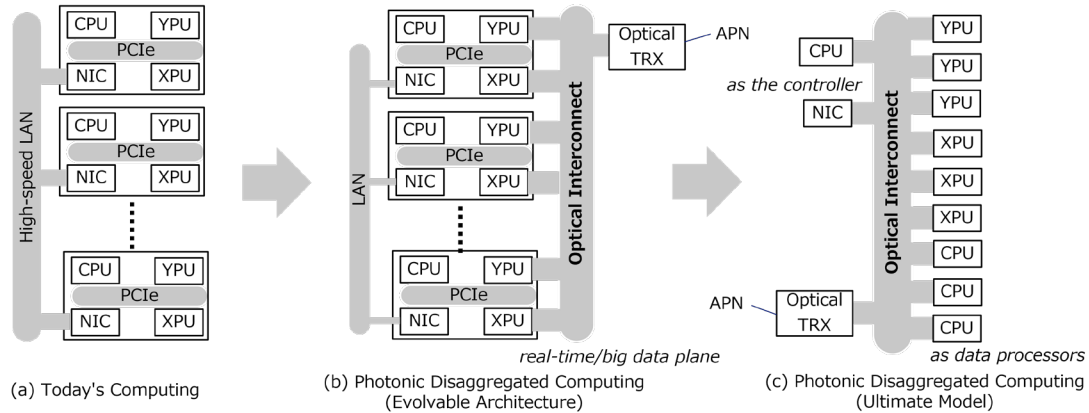 High-speed LAN
CPU
YPU
PCIe
NIC
XPU
CPU
YPU
PCIe
NIC
XPU
CPU
YPU
PCIe
NIC
XPU
(a) Today's Computing
LAN
CPU
YPU
PCIe
NIC
XPU
CPU
YPU
PCIe
NIC
XPU
CPU
YPU
PCIe
NIC
XPU
Optical Interconnect
Optical
TRX
APN
real-time/big data plane
(b) Photonic Disaggregated Computing
(Evolvable Architecture)
CPU
as the controller
NIC
Optical Interconnect
APN
Optical
TRX
YPU
YPU
YPU
XPU
XPU
XPU
CPU
CPU
CPU
as data processors
(c) Photonic Disaggregated Computing
(Ultimate Model)